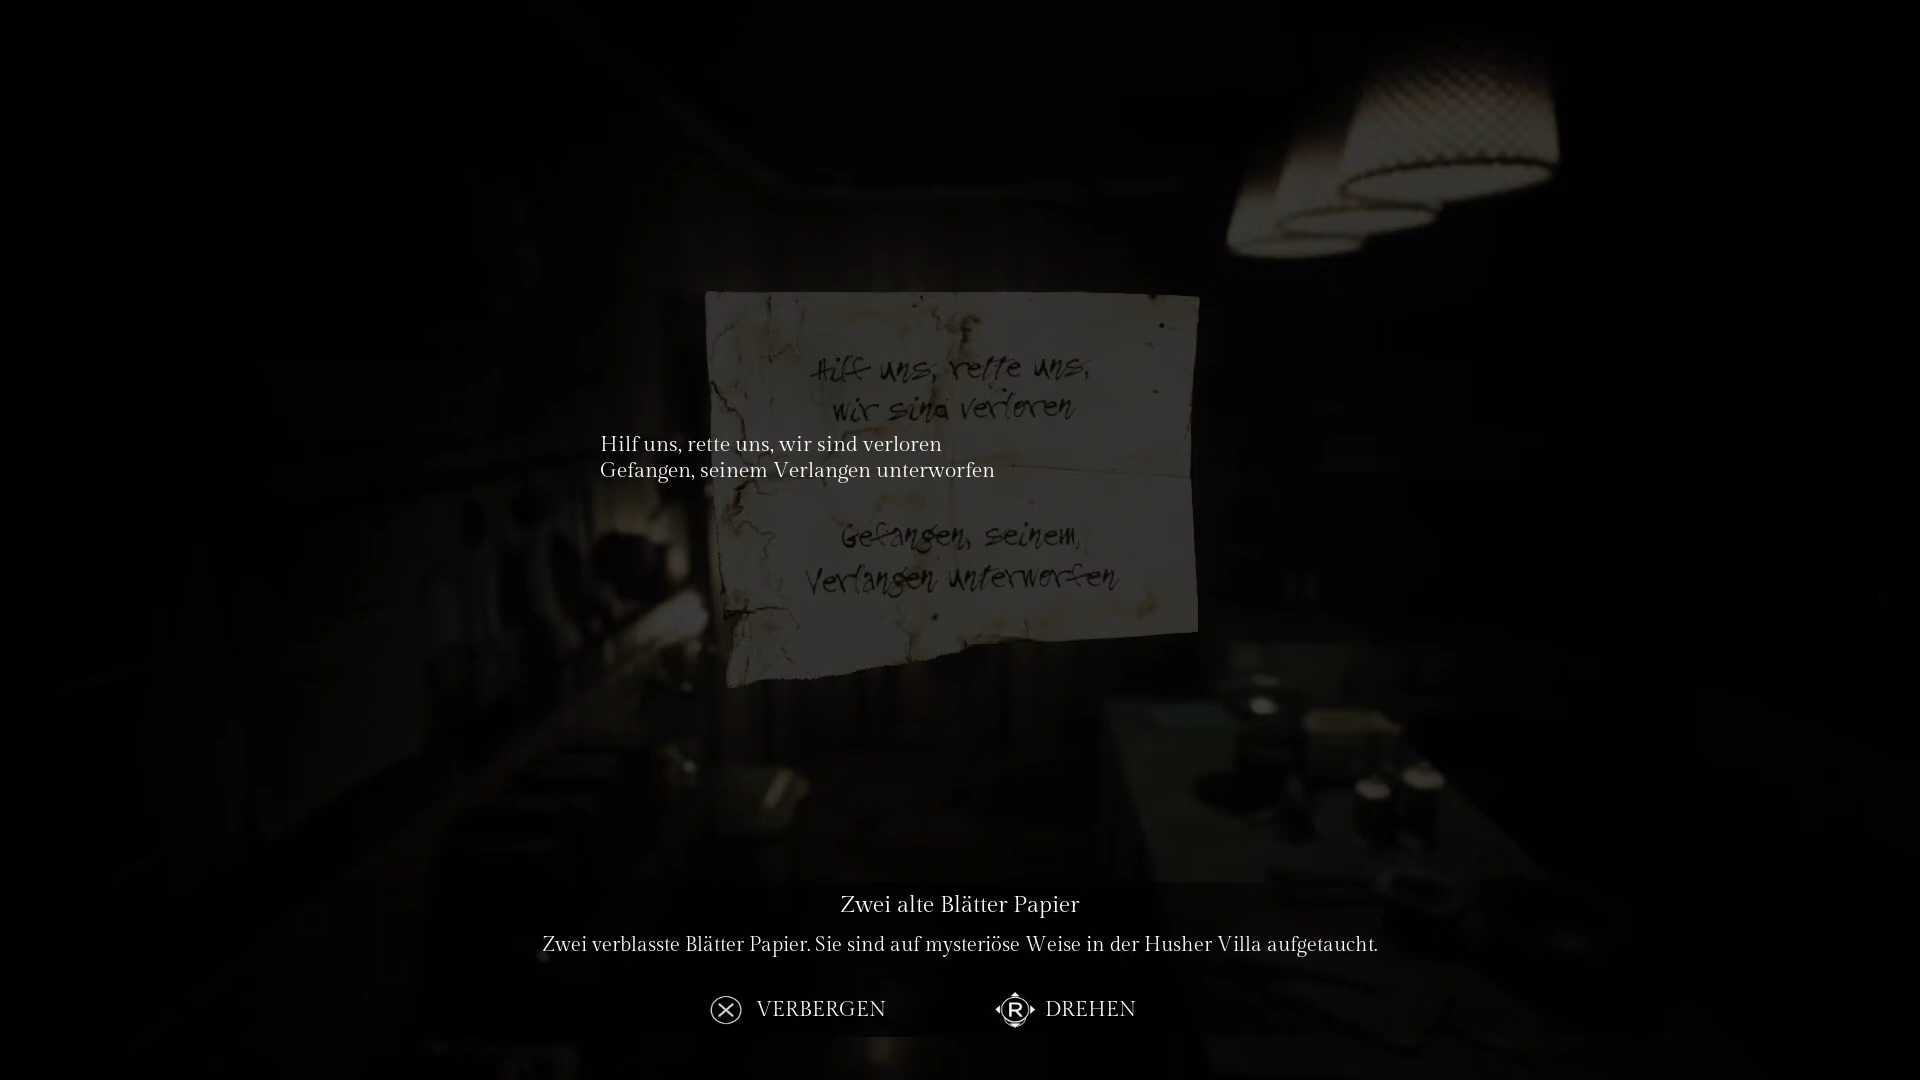 Hilf uns, rette uns,
wir sind verloren
Hilf uns, rette uns, wir sind verloren
Gefangen, seinem Verlangen unterworfen
Gefangen, seinem
Verlangen unterworfen
Zwei alte Blätter Papier
Zwei verblasste Blätter Papier. Sie sind auf mysteriöse Weise in der Husher Villa aufgetaucht.
VERBERGEN R DREHEN